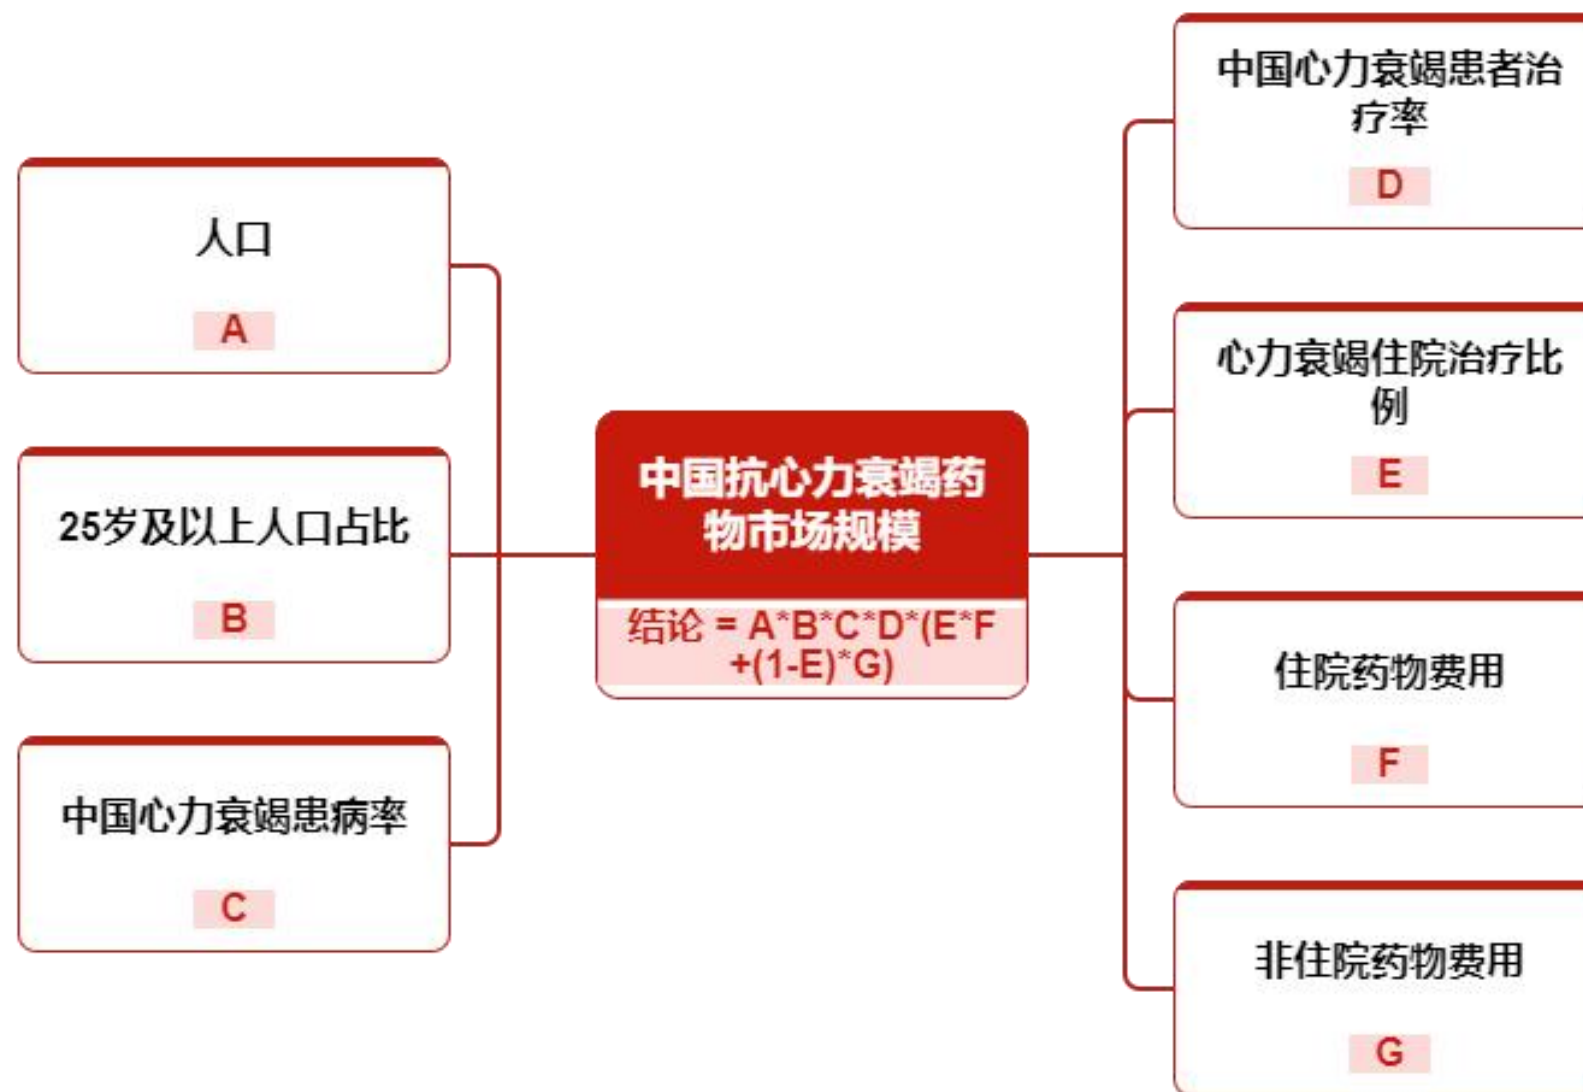 人口
A
25岁及以上人口占比
B
中国心力衰竭患病率
C
中国抗心力衰竭药
物市场规模
结论 = A*B*C*D*(E*F
+(1-E)*G)
中国心力衰竭患者治
疗率
D
心力衰竭住院治疗比
例
E
住院药物费用
F
非住院药物费用
G